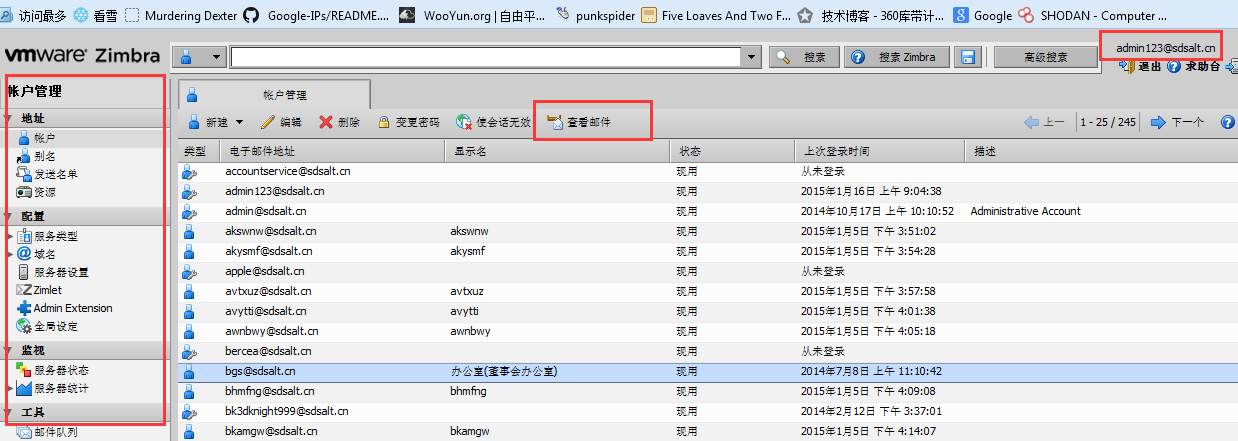 访问最多 看雪 Murdering Dexter Google-IPs/README.... WooYun.org | 自由平... punkspider Five Loaves And Two F... 技术博客 - 360库带计... Google SHODAN - Computer ...
vmware Zimbra 搜索 搜索 Zimbra 高级搜索 admin123@sdsalt.cn
退出 求助台
帐户管理
地址
帐户
别名
发送名单
资源
配置
服务类型
域名
服务器设置
Zimlet
Admin Extension
全局设定
监视
服务器状态
服务器统计
工具
邮件队列
帐户管理
新建 编辑 删除 变更密码 使会话无效 查看邮件 上一 1 - 25 / 245 下一个
类型 电子邮件地址 显示名 状态 上次登录时间 描述
accountservice@sdsalt.cn 现用 从未登录
admin123@sdsalt.cn 现用 2015年1月16日 上午 9:04:38
admin@sdsalt.cn 现用 2014年10月17日 上午 10:10:52 Administrative Account
akswnw@sdsalt.cn akswnw 现用 2015年1月5日 下午 3:51:02
akysmf@sdsalt.cn akysmf 现用 2015年1月5日 下午 3:54:28
apple@sdsalt.cn 现用 从未登录
avtxuz@sdsalt.cn avtxuz 现用 2015年1月5日 下午 3:57:58
avytti@sdsalt.cn avytti 现用 2015年1月5日 下午 4:01:38
awnbwy@sdsalt.cn awnbwy 现用 2015年1月5日 下午 4:05:18
bercea@sdsalt.cn 现用 从未登录
bgs@sdsalt.cn 办公室(董事会办公室) 现用 2014年7月8日 上午 11:10:42
bhmfng@sdsalt.cn bhmfng 现用 2015年1月5日 下午 4:09:08
bk3dknight999@sdsalt.cn 现用 2014年2月12日 下午 3:37:01
bkamgw@sdsalt.cn bkamgw 现用 2015年1月5日 下午 4:14:07